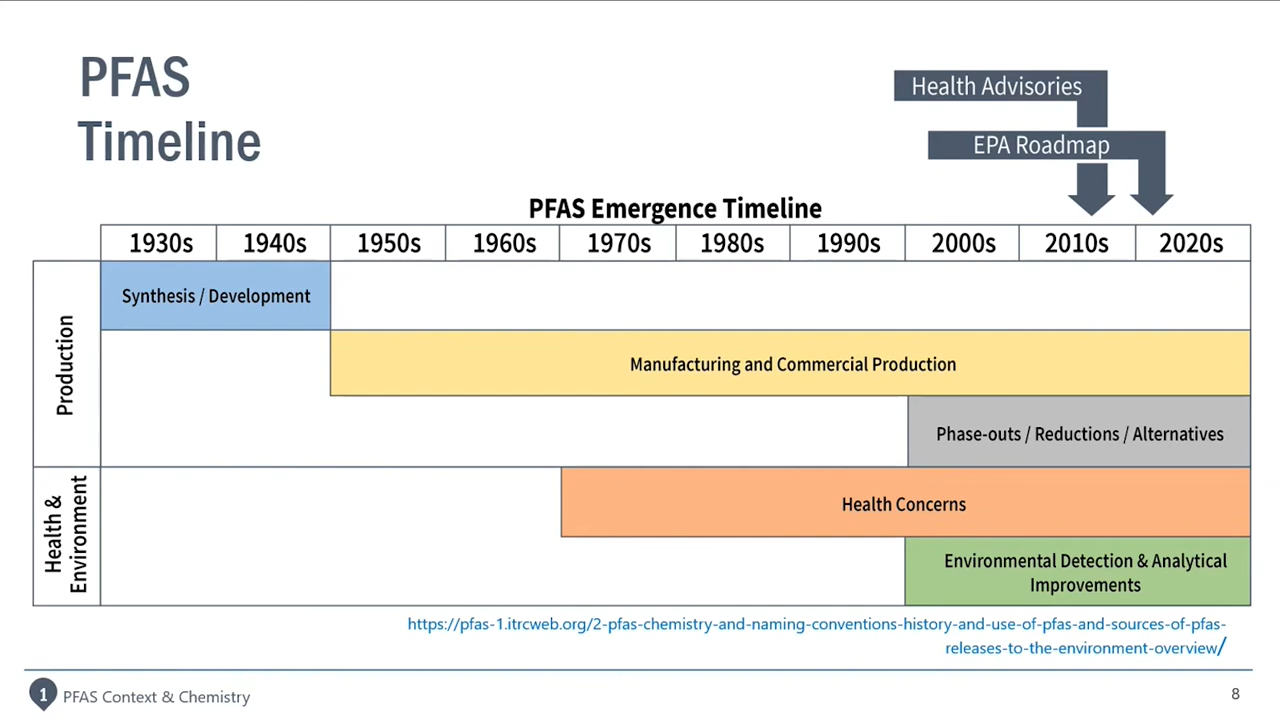 PFAS
Timeline
Health Advisories
EPA Roadmap
PFAS Emergence Timeline
1930s 1940s 1950s 1960s 1970s 1980s 1990s 2000s 2010s 2020s
Production
Synthesis / Development
Manufacturing and Commercial Production
Phase-outs / Reductions / Alternatives
Health &
Environment
Health Concerns
Environmental Detection & Analytical
Improvements
https://pfas-1.itrcweb.org/2-pfas-chemistry-and-naming-conventions-history-and-use-of-pfas-and-sources-of-pfas-
releases-to-the-environment-overview/
1 PFAS Context & Chemistry
8